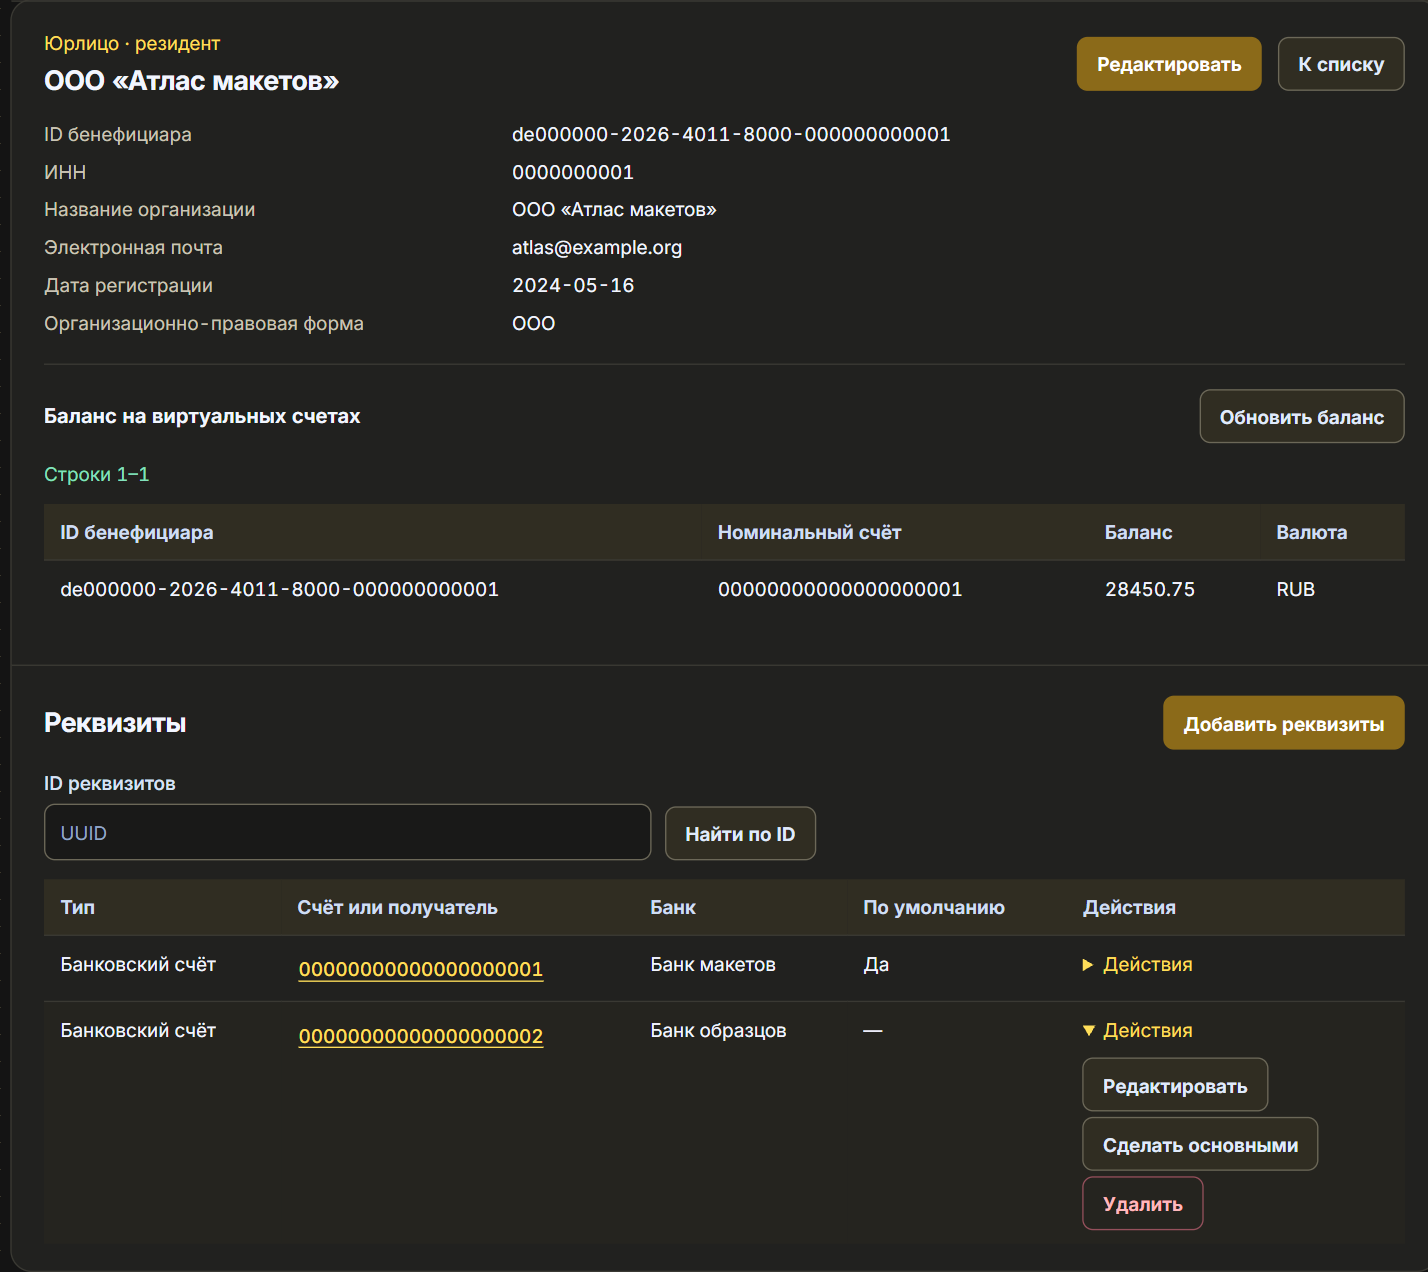 Юрлицо · резидент
ООО «Атлас макетов»
Редактировать
К списку
ID бенефициара de000000-2026-4011-8000-000000000001
ИНН 0000000001
Название организации ООО «Атлас макетов»
Электронная почта atlas@example.org
Дата регистрации 2024-05-16
Организационно-правовая форма ООО
Баланс на виртуальных счетах
Обновить баланс
Строки 1–1
ID бенефициара Номинальный счёт Баланс Валюта
de000000-2026-4011-8000-000000000001 00000000000000000001 28450.75 RUB
Реквизиты
Добавить реквизиты
ID реквизитов
UUID
Найти по ID
Тип Счёт или получатель Банк По умолчанию Действия
Банковский счёт 00000000000000000001 Банк макетов Да ▶ Действия
Банковский счёт 00000000000000000002 Банк образцов — ▼ Действия
Редактировать
Сделать основными
Удалить